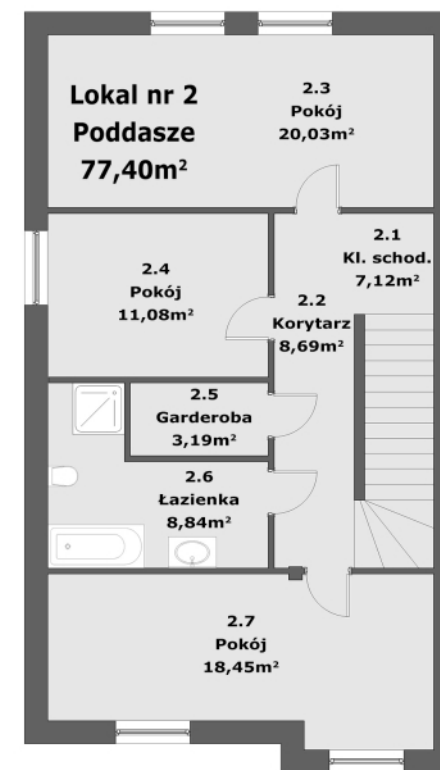 Lokal nr 2
Poddasze
77,40m²
2.3
Pokój
20,03m²
2.1
Kl. schod.
7,12m²
2.4
Pokój
11,08m²
2.2
Korytarz
8,69m²
2.5
Garderoba
3,19m²
2.6
Łazienka
8,84m²
2.7
Pokój
18,45m²